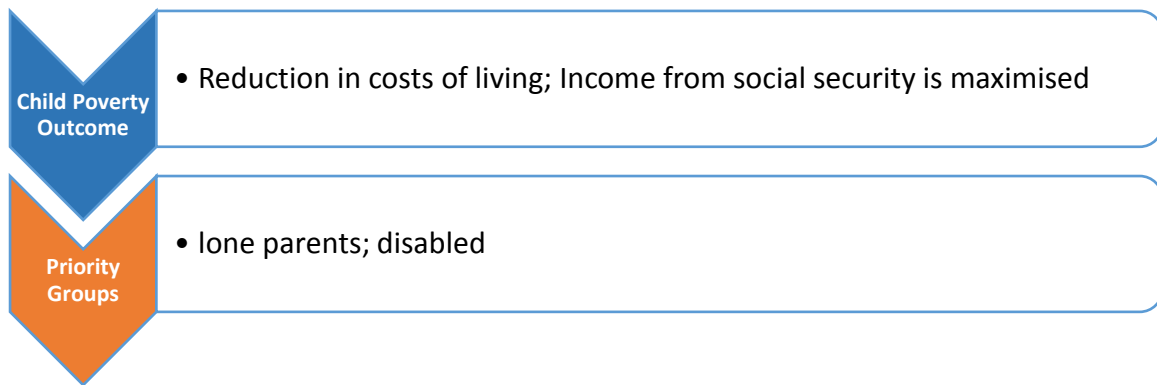 Child Poverty
Outcome
• Reduction in costs of living; Income from social security is maximised
Priority
Groups
• lone parents; disabled